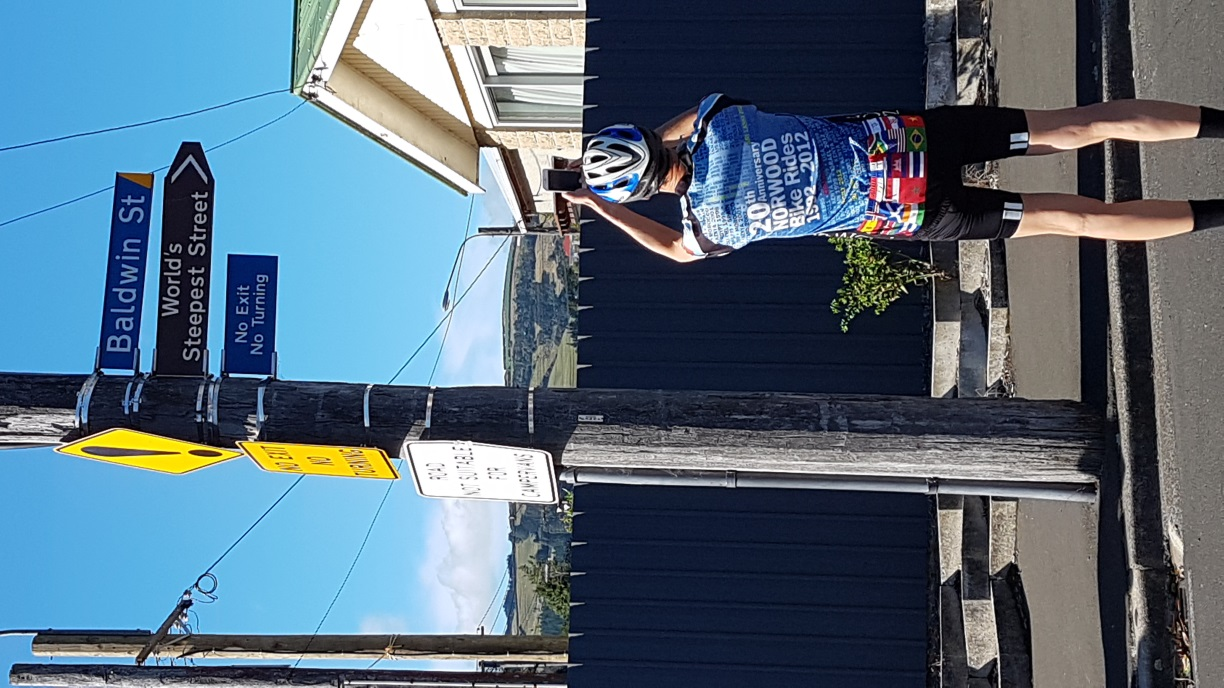 Baldwin St
World's
Steepest Street
No Exit
No Turning
NO EXIT
NO
TURNING
ROAD
NOT SUITABLE
FOR
CAMPERVANS
20th
anniversary
NORWOOD
Bike Rides
1992-2012